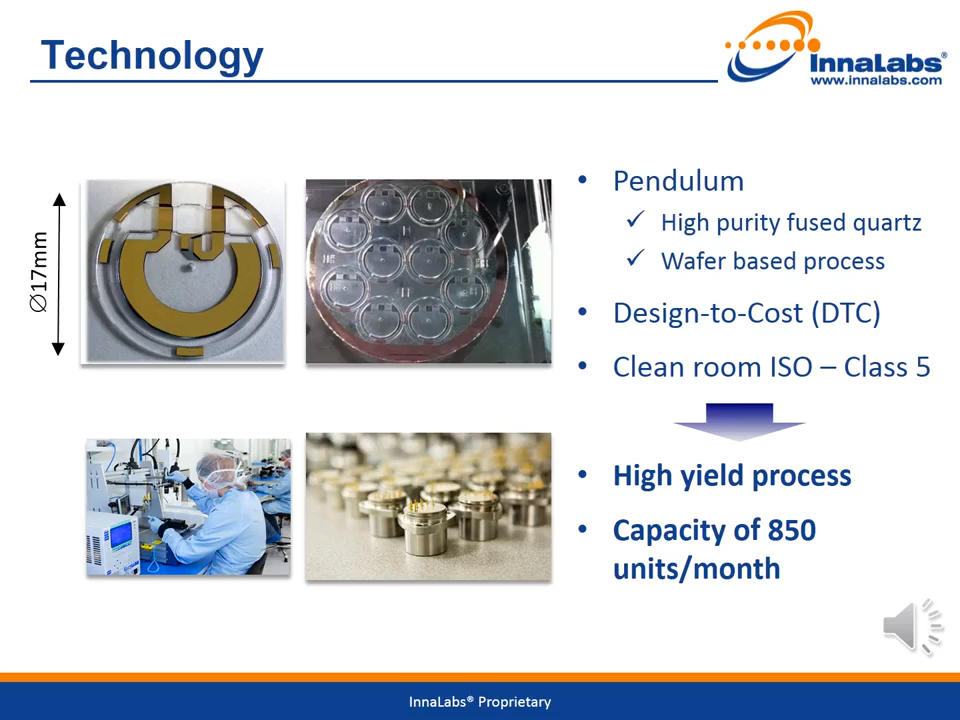 Technology
InnaLabs®
www.innalabs.com
∅17mm
• Pendulum
✓ High purity fused quartz
✓ Wafer based process
• Design-to-Cost (DTC)
• Clean room ISO – Class 5
• High yield process
• Capacity of 850
units/month
InnaLabs® Proprietary